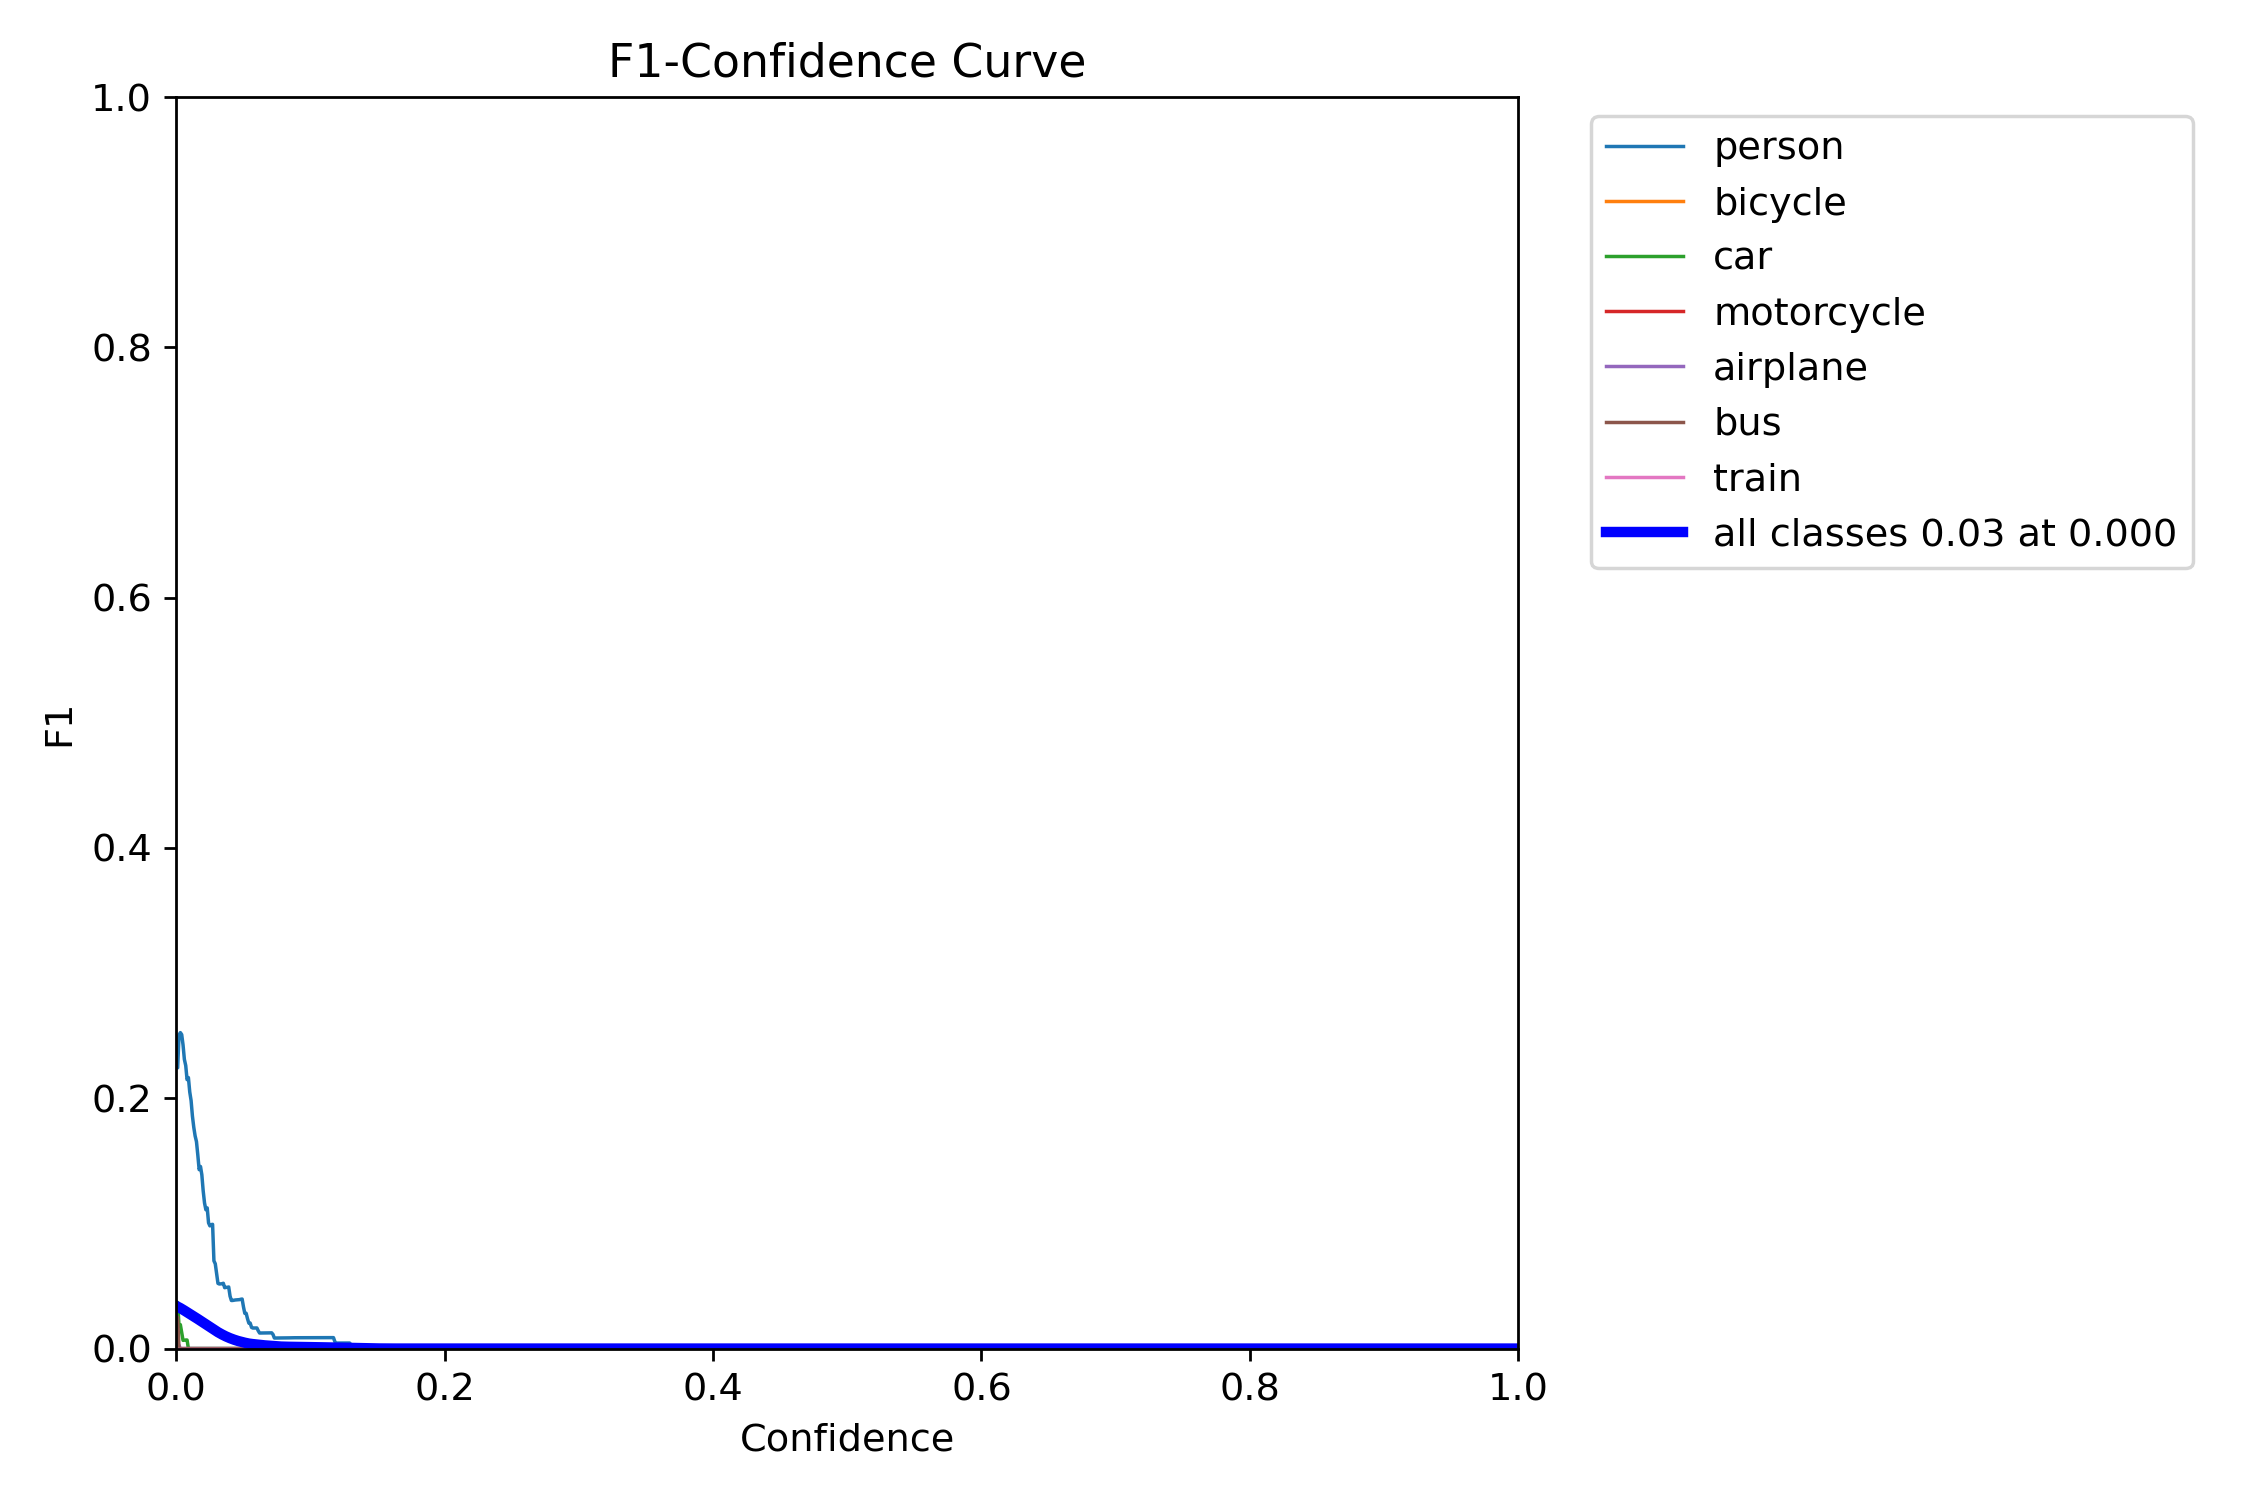 F1-Confidence Curve
1.0
0.8
0.6
0.4
0.2
0.0
F1
0.0 0.2 0.4 0.6 0.8 1.0
Confidence
person
bicycle
car
motorcycle
airplane
bus
train
all classes 0.03 at 0.000